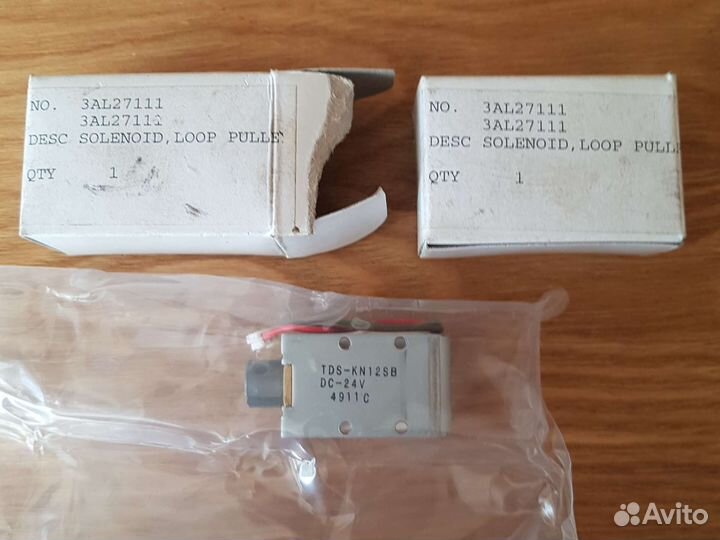 NO. 3AL27111
3AL27111
DESC SOLENOID,LOOP PULLE
QTY 1
NO. 3AL27111
3AL27111
DESC SOLENOID,LOOP PULLE
QTY 1
TDS-KN12SB
DC-24V
4911C
Avito